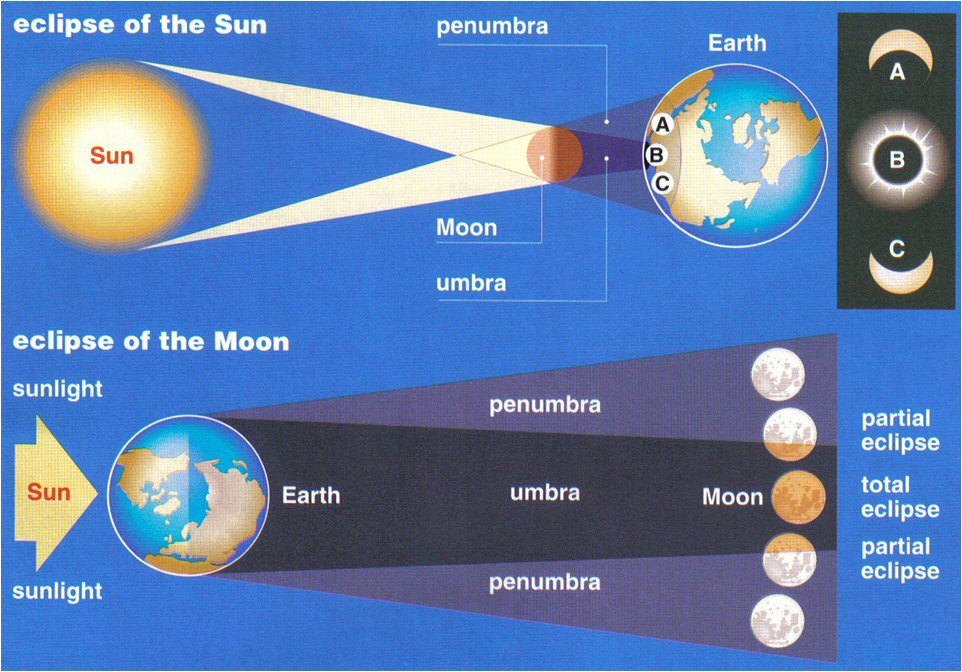 eclipse of the Sun
penumbra
Earth
Sun
Moon
umbra
A
B
C
A
B
C
eclipse of the Moon
sunlight
Sun
sunlight
Earth
penumbra
umbra
penumbra
Moon
partial
eclipse
total
eclipse
partial
eclipse